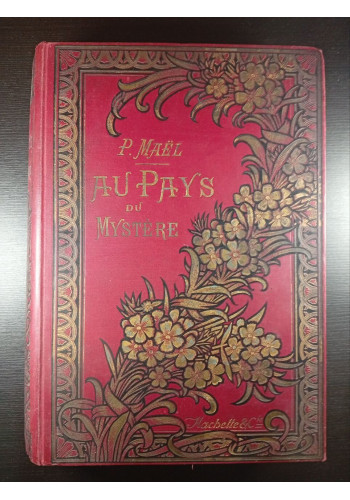 P. MAËL
AU PAYS
DU
MYSTÈRE
Hachette & Cie